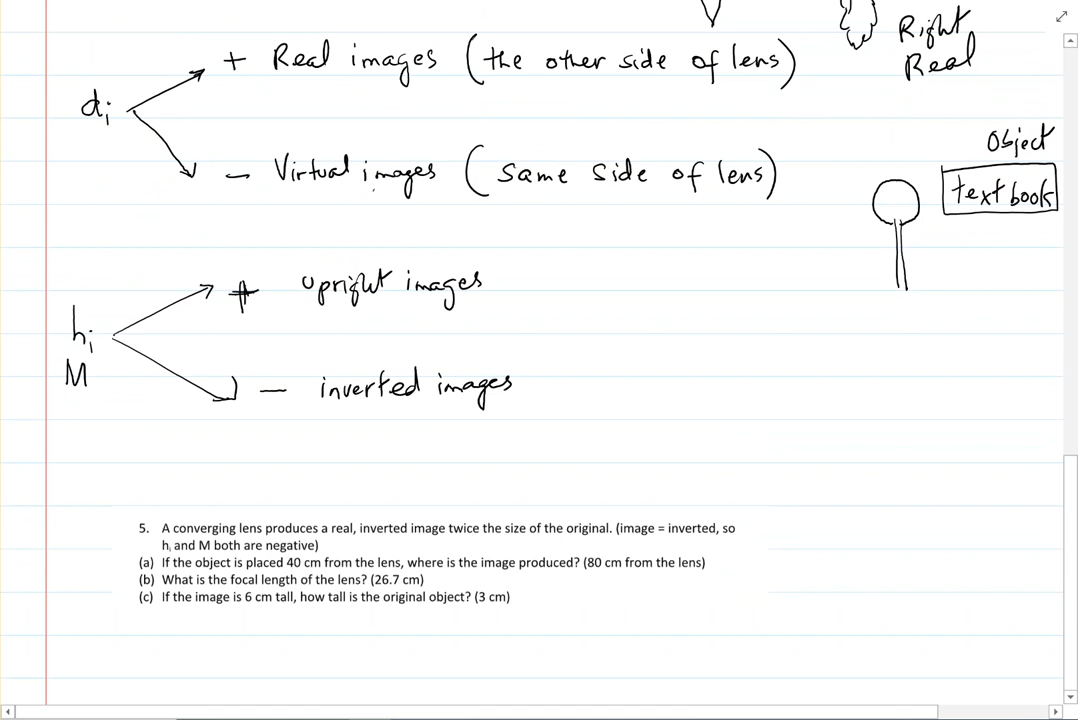 Right
+ Real images (the other side of lens)
Real
di
Object
- Virtual images (same side of lens)
text book
+ upright images
hi
M
- inverted images
5. A converging lens produces a real, inverted image twice the size of the original. (image = inverted, so
hi and M both are negative)
(a) If the object is placed 40 cm from the lens, where is the image produced? (80 cm from the lens)
(b) What is the focal length of the lens? (26.7 cm)
(c) If the image is 6 cm tall, how tall is the original object? (3 cm)